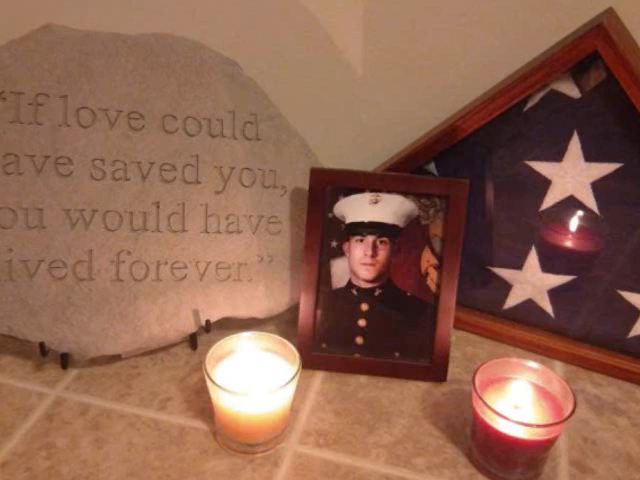 "If love could
ave saved you,
ou would have
ived forever."